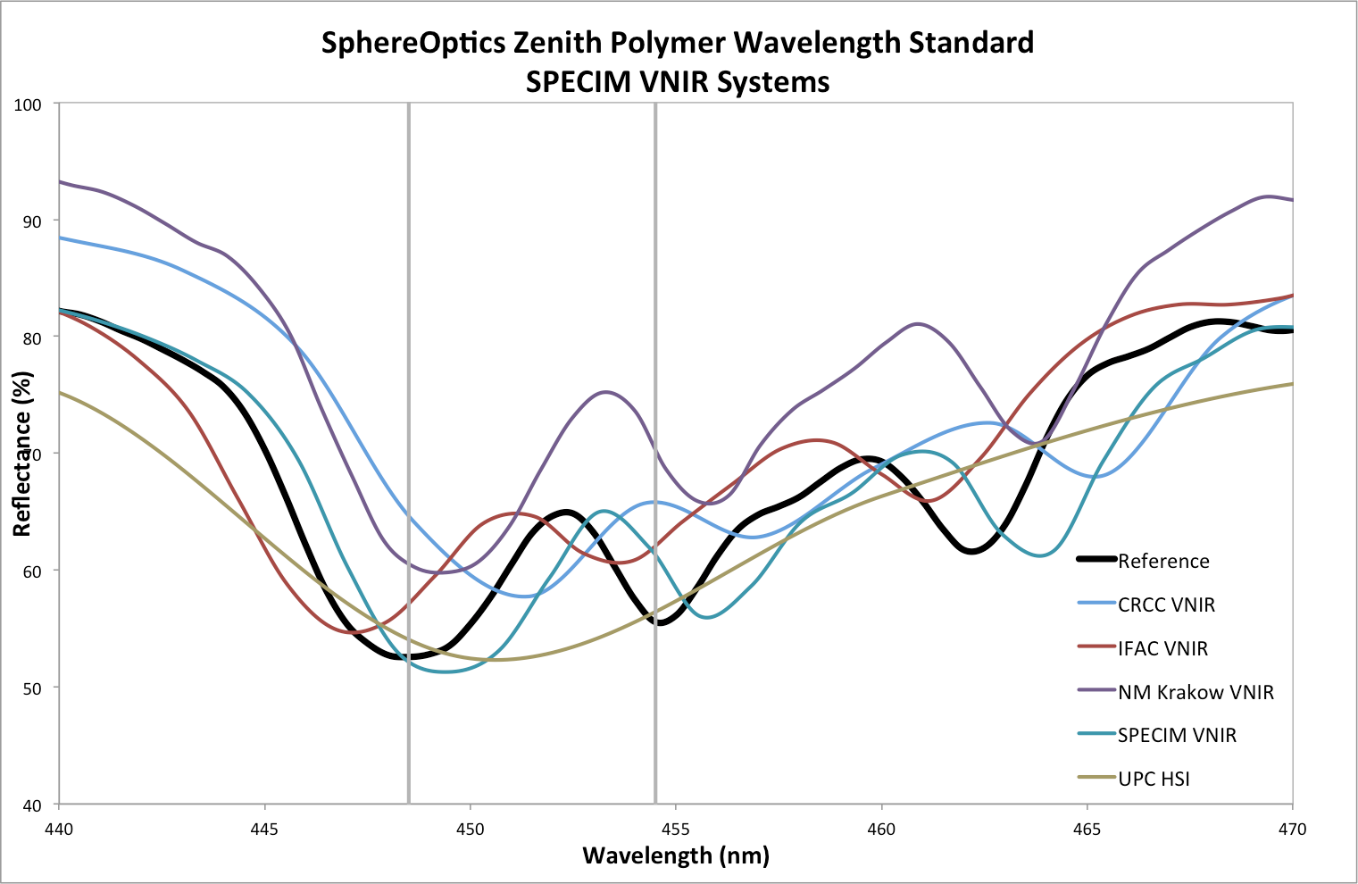 SphereOptics Zenith Polymer Wavelength Standard
SPECIM VNIR Systems
100
90
80
70
60
50
40
Reflectance (%)
440
445
450
455
460
465
470
Wavelength (nm)
Reference
CRCC VNIR
IFAC VNIR
NM Krakow VNIR
SPECIM VNIR
UPC HSI